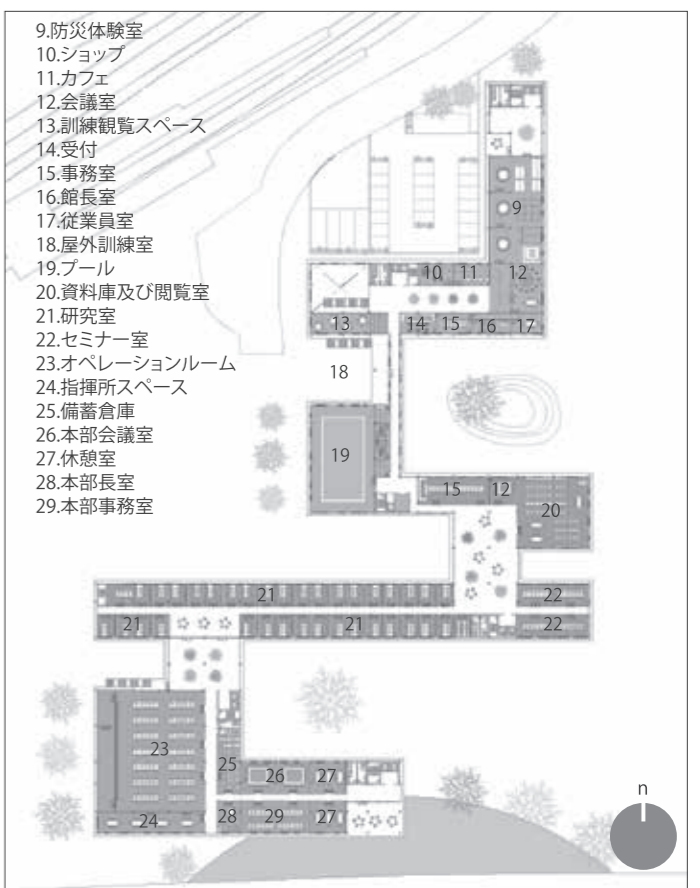 9.防災体験室
10.ショップ
11.カフェ
12.会議室
13.訓練観覧スペース
14.受付
15.事務室
16.館長室
17.従業員室
18.屋外訓練室
19.プール
20.資料庫及び閲覧室
21.研究室
22.セミナー室
23.オペレーションルーム
24.指揮所スペース
25.備蓄倉庫
26.本部会議室
27.休憩室
28.本部長室
29.本部事務室
9
10 11 12
13 14 15 16 17
18
19
15 12
20
21 22
21 21 22
23
25 26 27
24 28 29 27
n